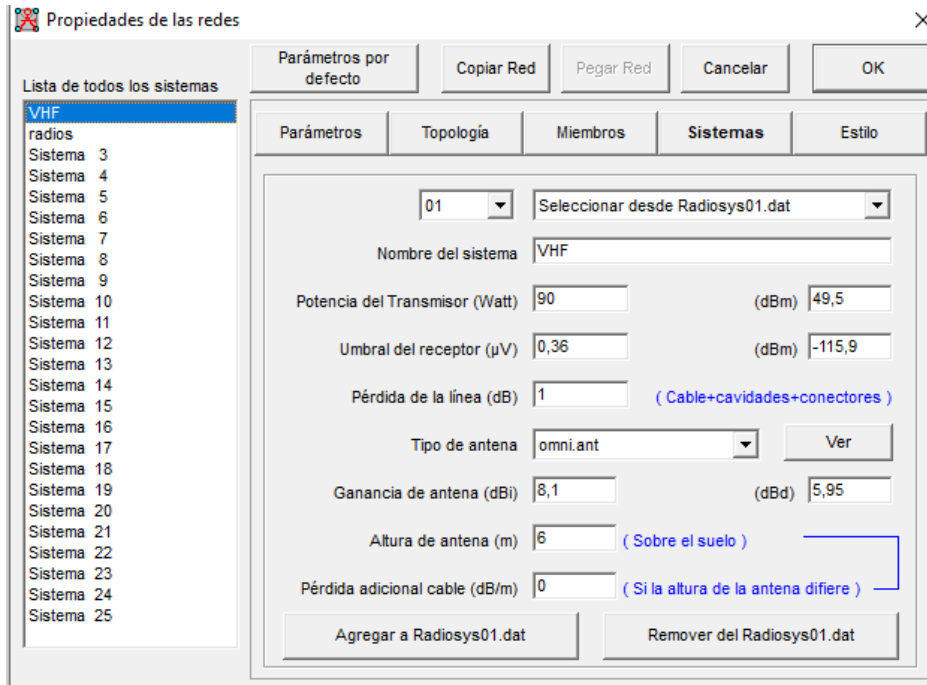 Propiedades de las redes
Lista de todos los sistemas
VHF
radios
Sistema 3
Sistema 4
Sistema 5
Sistema 6
Sistema 7
Sistema 8
Sistema 9
Sistema 10
Sistema 11
Sistema 12
Sistema 13
Sistema 14
Sistema 15
Sistema 16
Sistema 17
Sistema 18
Sistema 19
Sistema 20
Sistema 21
Sistema 22
Sistema 23
Sistema 24
Sistema 25
Parámetros por
defecto
Copiar Red
Pegar Red
Cancelar
OK
Parámetros
Topología
Miembros
Sistemas
Estilo
01
Seleccionar desde Radiosys01.dat
Nombre del sistema VHF
Potencia del Transmisor (Watt) 90 (dBm) 49,5
Umbral del receptor (µV) 0,36 (dBm) -115,9
Pérdida de la línea (dB) 1 ( Cable+cavidades+conectores )
Tipo de antena omni.ant Ver
Ganancia de antena (dBi) 8,1 (dBd) 5,95
Altura de antena (m) 6 ( Sobre el suelo )
Pérdida adicional cable (dB/m) 0 ( Si la altura de la antena difiere )
Agregar a Radiosys01.dat
Remover del Radiosys01.dat